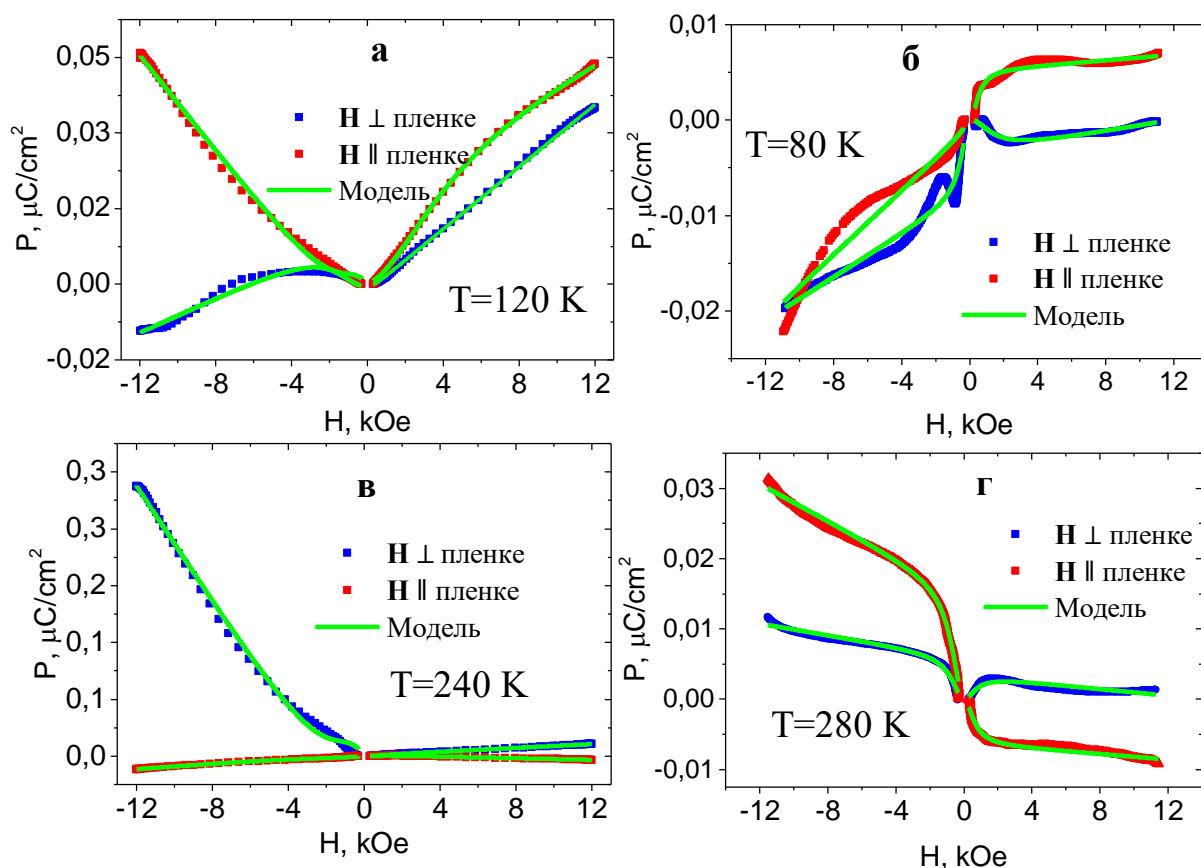 а
0,05
0,03
0,02
0,00
-0,02
P, μC/cm²
H ⊥ пленке
H ∥ пленке
Модель
T=120 K
-12 -8 -4 0 4 8 12
H, kOe
б
0,01
0,00
-0,01
-0,02
P, μC/cm²
T=80 K
H ⊥ пленке
H ∥ пленке
Модель
-12 -8 -4 0 4 8 12
H, kOe
в
0,3
0,3
0,2
0,1
0,1
0,0
P, μC/cm²
H ⊥ пленке
H ∥ пленке
Модель
T=240 K
-12 -8 -4 0 4 8 12
H, kOe
г
0,03
0,02
0,01
0,00
-0,01
P, μC/cm²
H ⊥ пленке
H ∥ пленке
Модель
T=280 K
-12 -8 -4 0 4 8 12
H, kOe